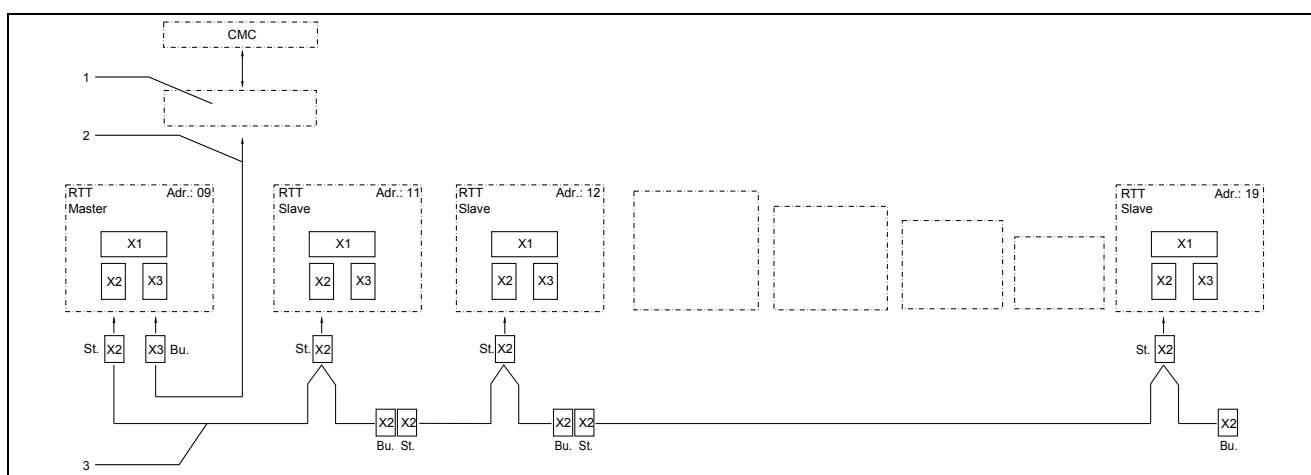 CMC
1
2
RTT Adr.: 09
Master
X1
X2 X3
RTT Adr.: 11
Slave
X1
X2 X3
RTT Adr.: 12
Slave
X1
X2 X3
RTT Adr.: 19
Slave
X1
X2 X3
St. X2 X3 Bu.
St. X2
St. X2
St. X2
X2 X2
Bu. St.
X2 X2
Bu. St.
X2
Bu.
3